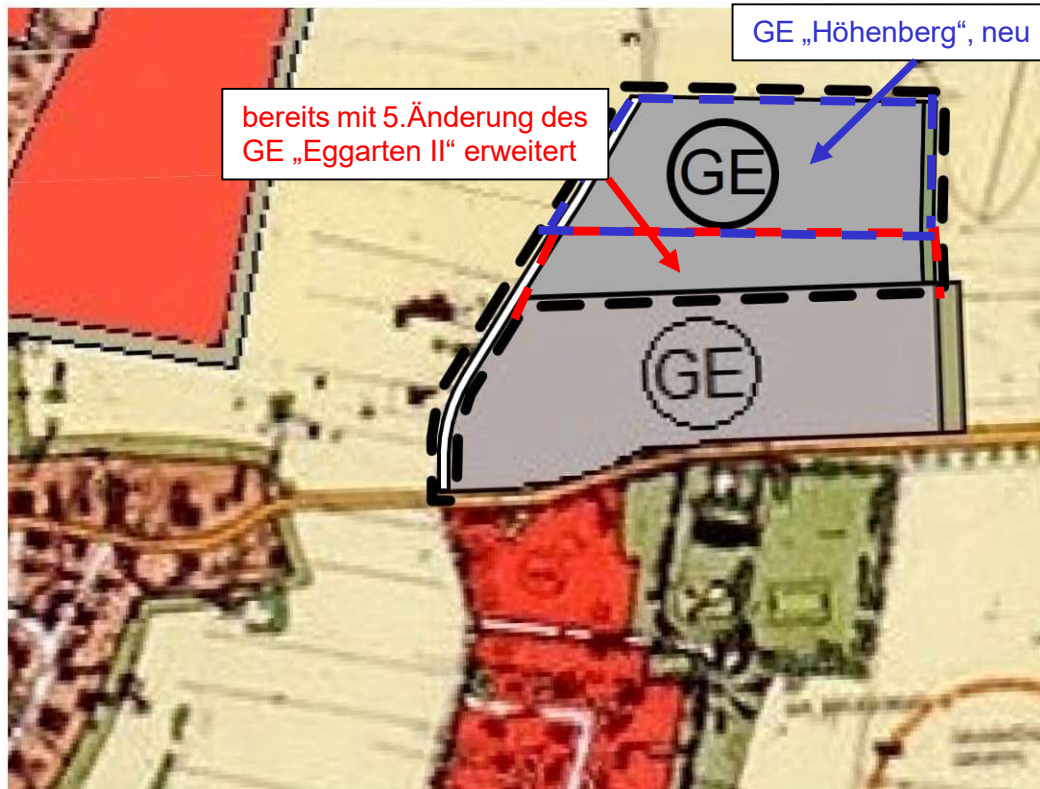 GE „Höhenberg“, neu
bereits mit 5.Änderung des
GE „Eggarten II“ erweitert
GE
GE